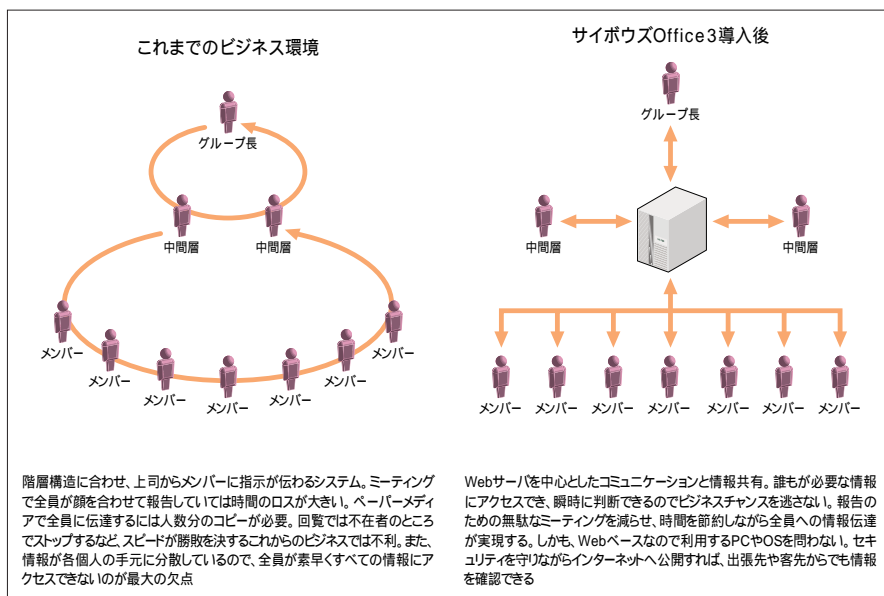 これまでのビジネス環境
グループ長
中間層
中間層
メンバー
メンバー
メンバー
メンバー
メンバー
メンバー
メンバー
階層構造に合わせ、上司からメンバーに指示が伝わるシステム。ミーティング
で全員が顔を合わせて報告していては時間のロスが大きい。ペーパーメディ
アで全員に伝達するには人数分のコピーが必要。回覧では不在者のところ
でストップするなど、スピードが勝敗を決するこれからのビジネスでは不利。また、
情報が各個人の手元に分散しているので、全員が素早くすべての情報にア
クセスできないのが最大の欠点
サイボウズOffice3導入後
グループ長
中間層
中間層
メンバー
メンバー
メンバー
メンバー
メンバー
メンバー
メンバー
Webサーバを中心としたコミュニケーションと情報共有。誰もが必要な情報
にアクセスでき、瞬時に判断できるのでビジネスチャンスを逃さない。報告の
ための無駄なミーティングを減らせ、時間を節約しながら全員への情報伝達
が実現する。しかも、Webベースなので利用するPCやOSを問わない。セキ
ュリティを守りながらインターネットへ公開すれば、出張先や客先からでも情報
を確認できる